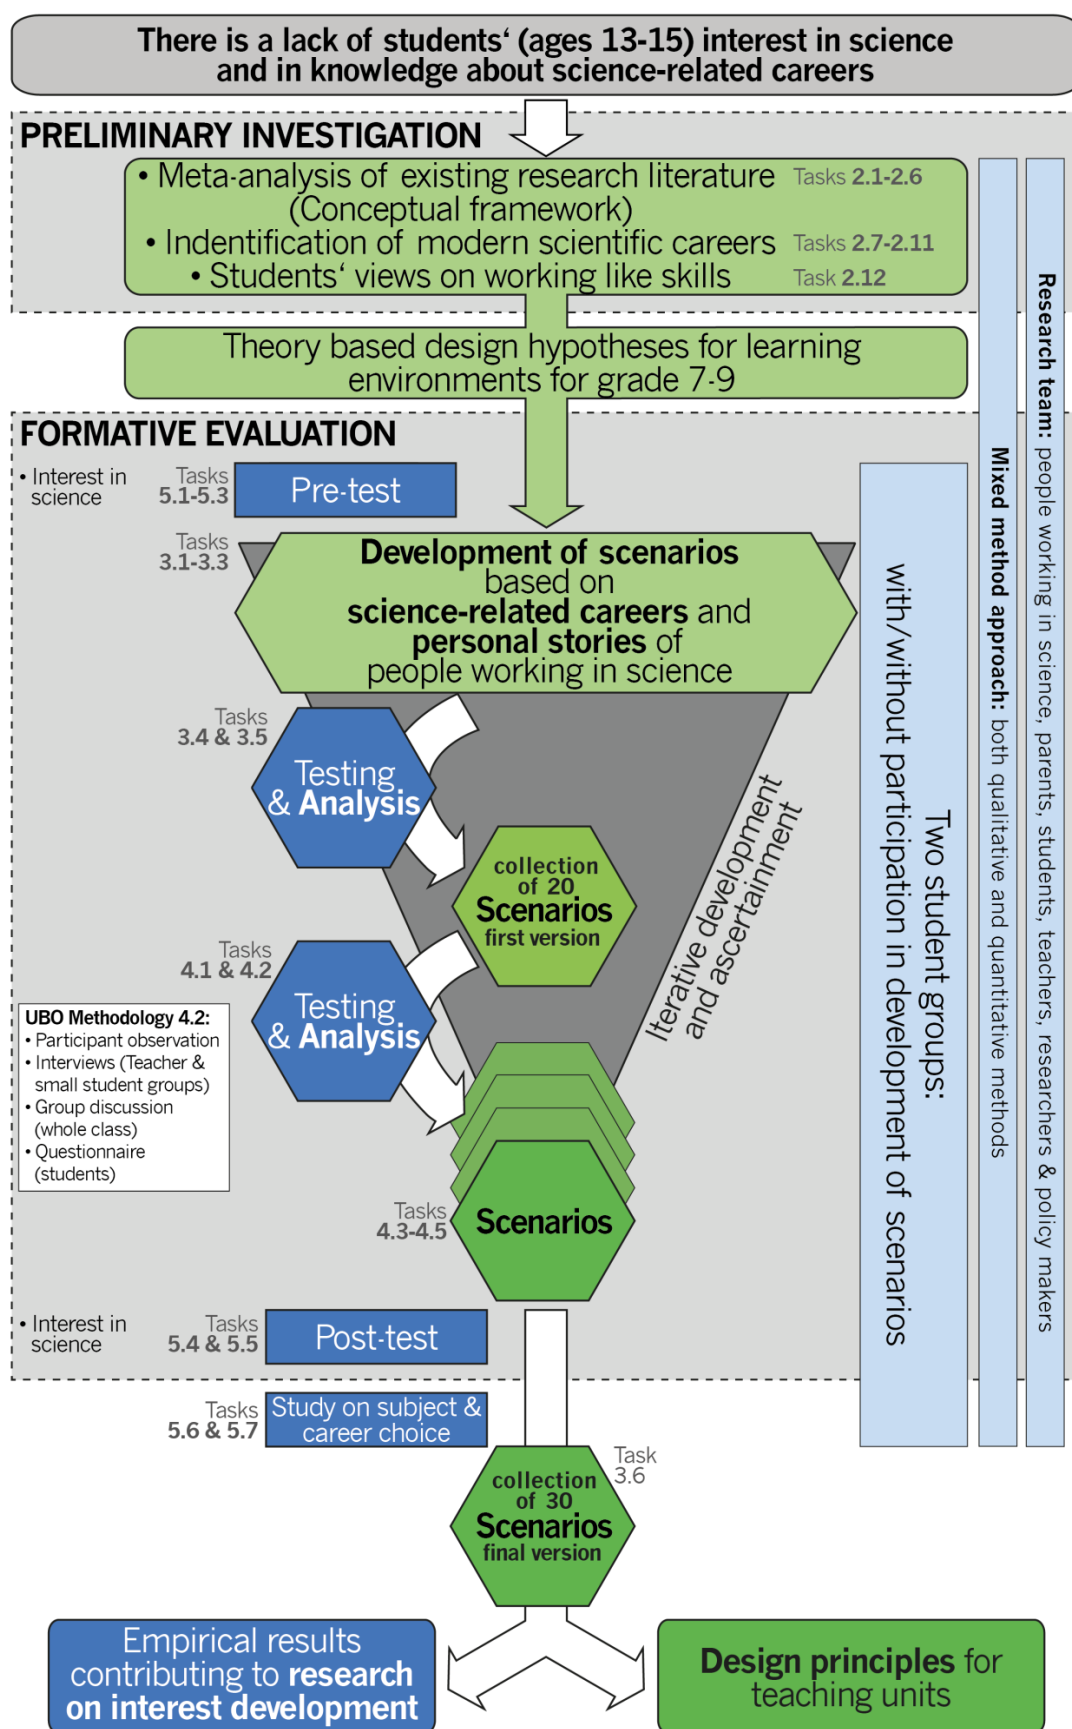 There is a lack of students‘ (ages 13-15) interest in science
and in knowledge about science-related careers
PRELIMINARY INVESTIGATION
• Meta-analysis of existing research literature Tasks 2.1-2.6
(Conceptual framework)
• Indentification of modern scientific careers Tasks 2.7-2.11
• Students‘ views on working like skills Task 2.12
Theory based design hypotheses for learning
environments for grade 7-9
FORMATIVE EVALUATION
• Interest in
science
Tasks
5.1-5.3
Pre-test
Tasks
3.1-3.3
Development of scenarios
based on
science-related careers and
personal stories of
people working in science
Tasks
3.4 & 3.5
Testing
& Analysis
collection
of 20
Scenarios
first version
Tasks
4.1 & 4.2
Testing
& Analysis
UBO Methodology 4.2:
• Participant observation
• Interviews (Teacher &
small student groups)
• Group discussion
(whole class)
• Questionnaire
(students)
Iterative development
and ascertainment
Tasks
4.3-4.5
Scenarios
• Interest in
science
Tasks
5.4 & 5.5
Post-test
Tasks
5.6 & 5.7
Study on subject &
career choice
Two student groups:
with/without participation in development of scenarios
Mixed method approach: both qualitative and quantitative methods
Research team: people working in science, parents, students, teachers, researchers & policy makers
Task
3.6
collection
of 30
Scenarios
final version
Empirical results
contributing to research
on interest development
Design principles for
teaching units